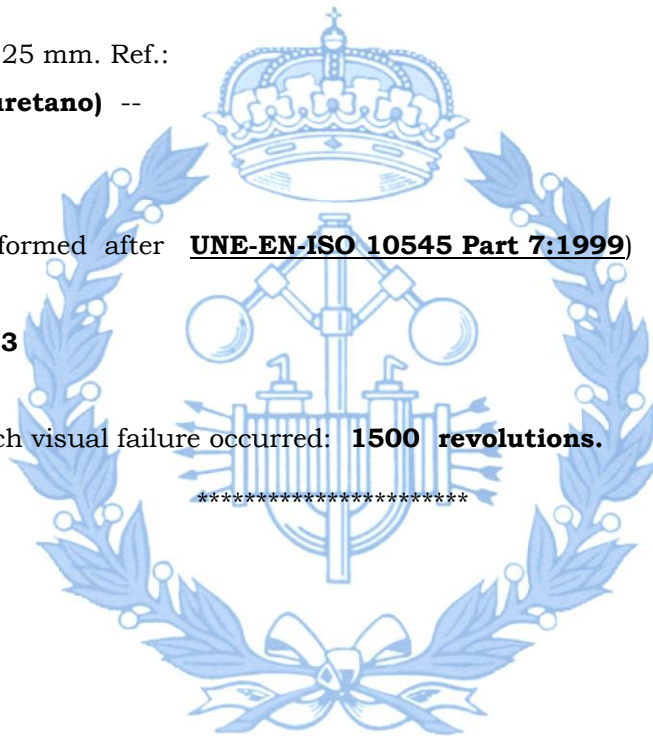 25 mm. Ref.:
uretano) --
formed after UNE-EN-ISO 10545 Part 7:1999)
3
ch visual failure occurred: 1500 revolutions.
***********************